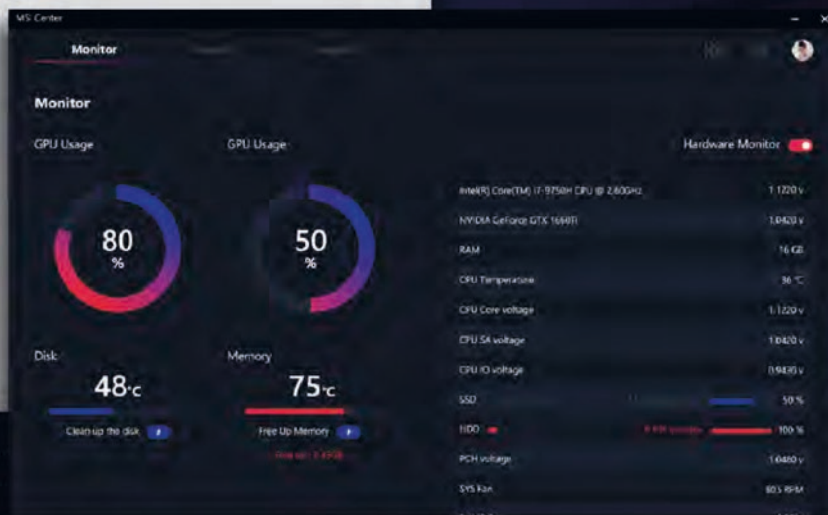 MSI Center
Monitor
Monitor
GPU Usage
GPU Usage
Hardware Monitor
80
%
50
%
Intel(R) Core(TM) i7-9750H CPU @ 2.60GHz 1.1220 v
NVIDIA GeForce GTX 1660Ti 1.0420 v
RAM 16 GB
CPU Temperature 36 °C
CPU Core voltage 1.1220 v
CPU SA voltage 1.0420 v
CPU IO voltage 0.9430 v
SSD 50 %
HDD 100 %
PCH voltage 1.0480 v
SYS Fan RPM
Disk
Memory
48°C
75°C
Clean up the disk
Free Up Memory